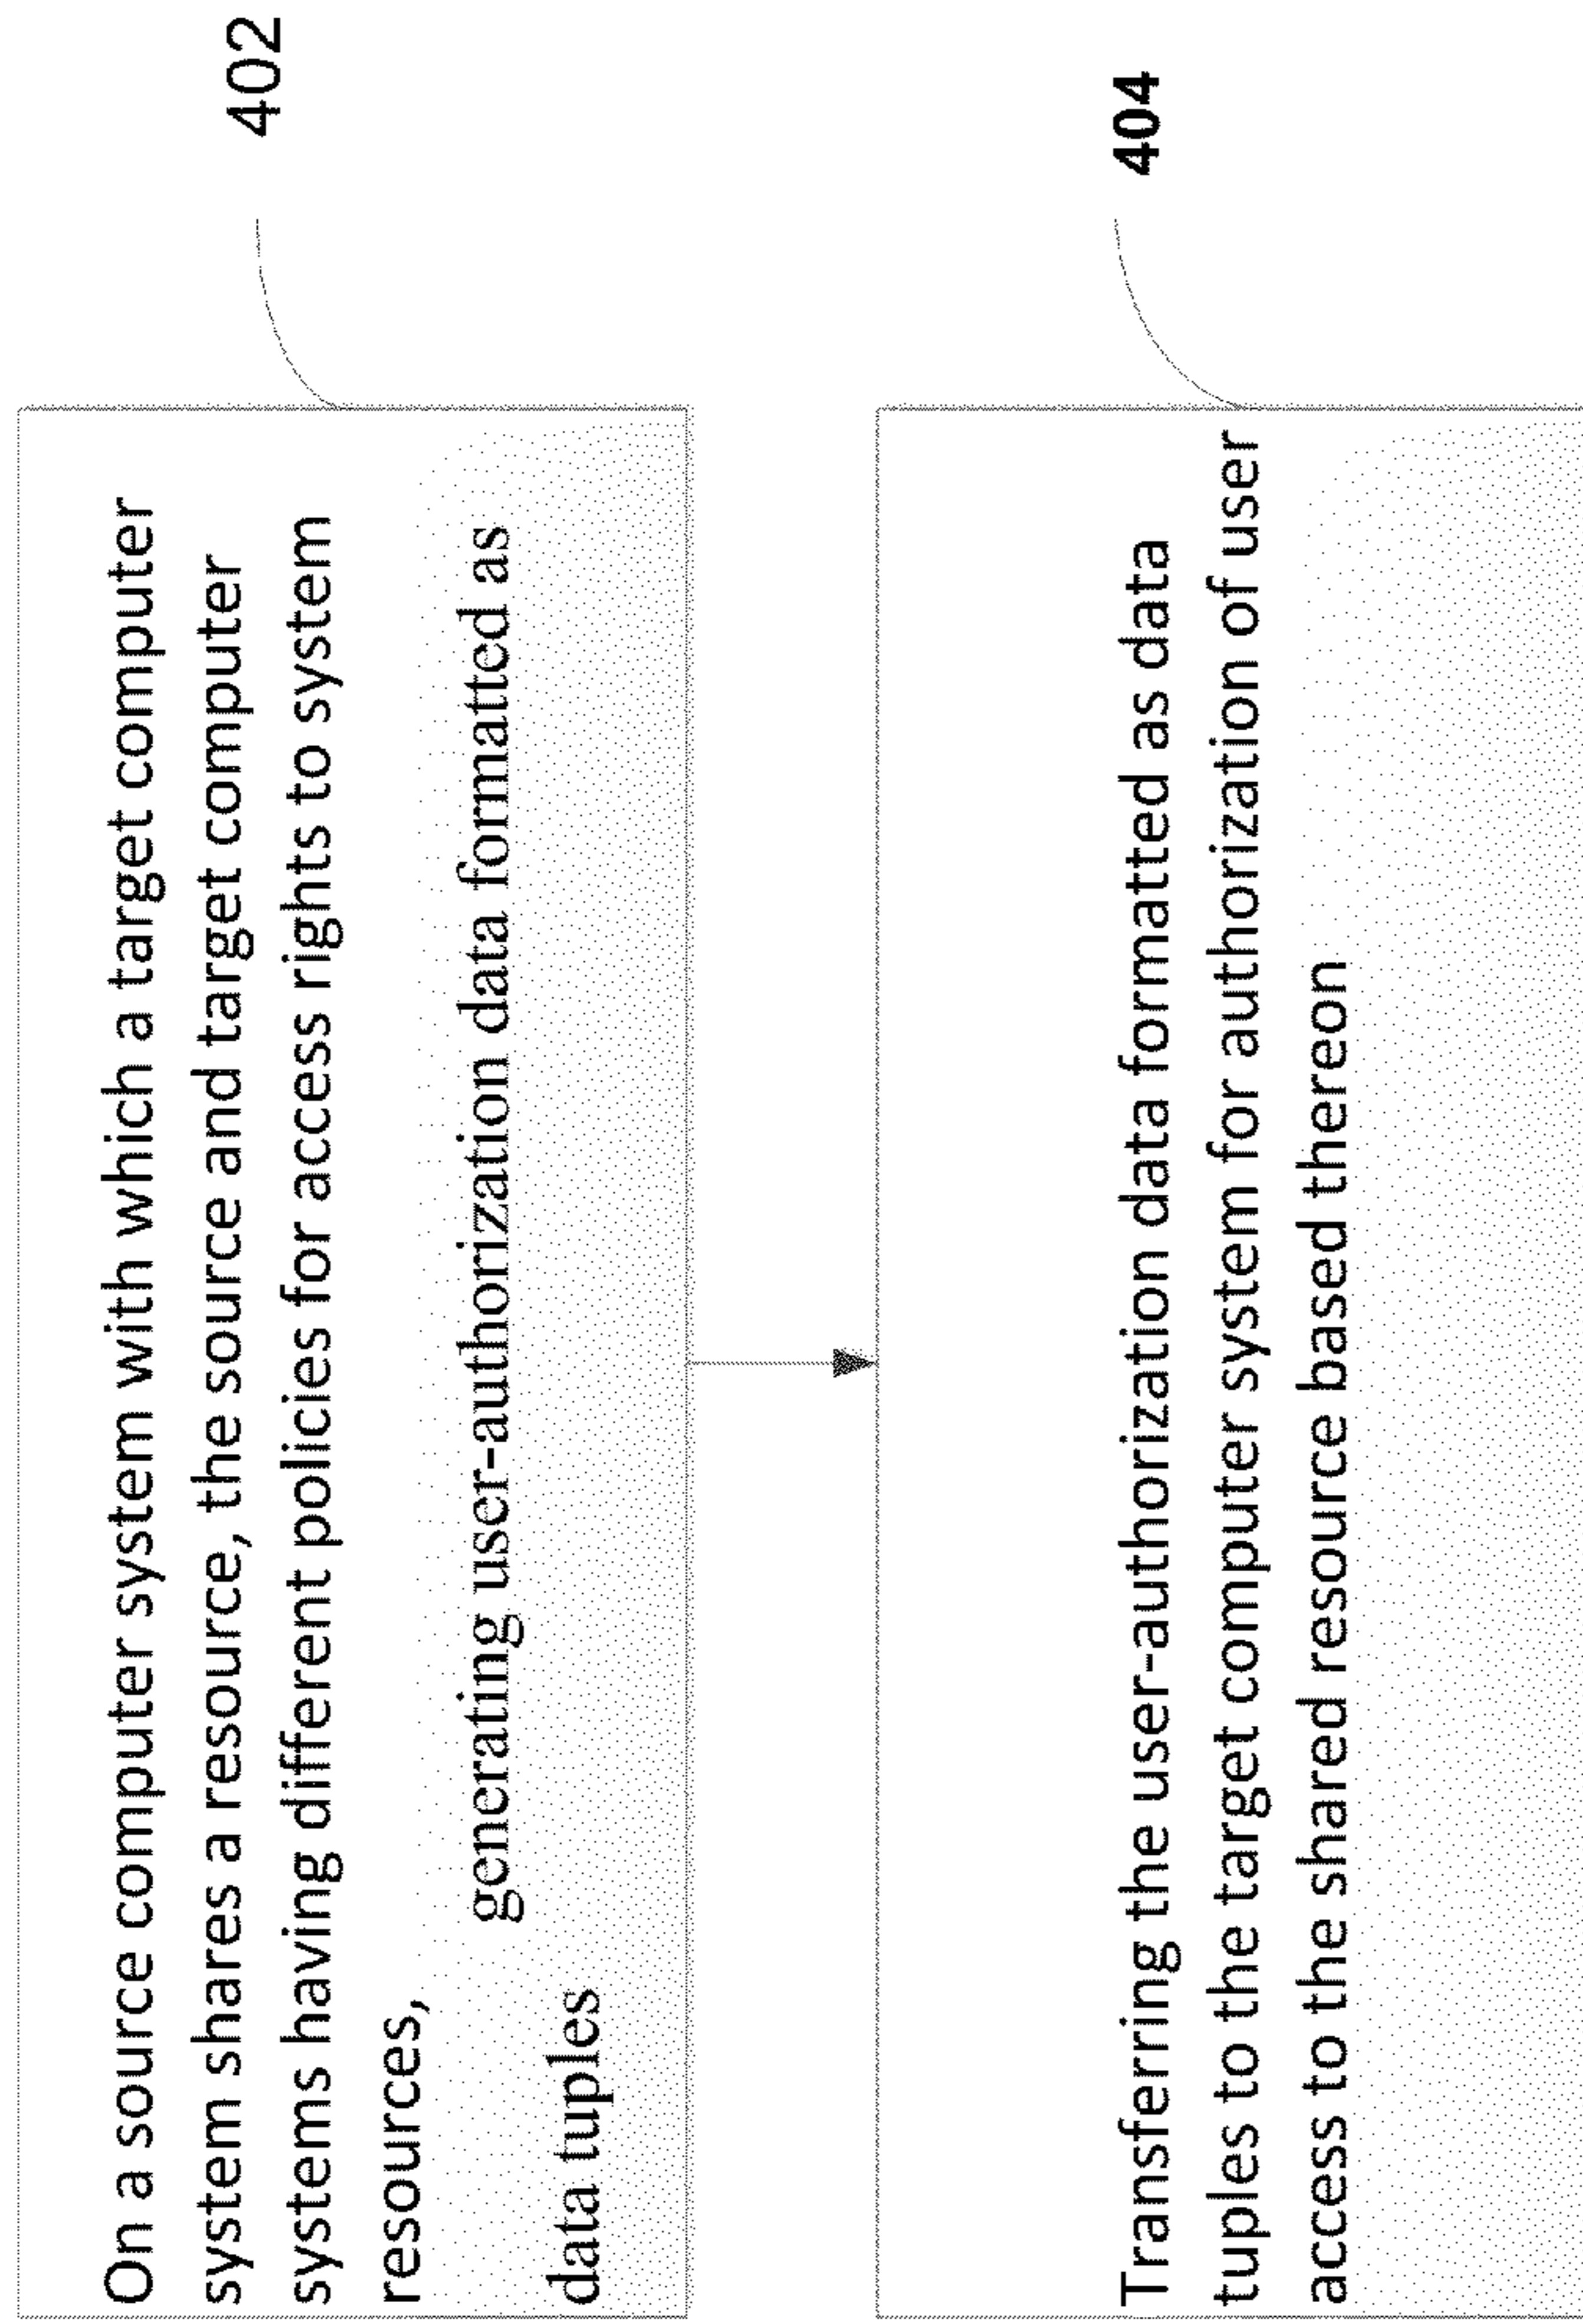 On a source computer system with which a target computer
system shares a resource, the source and target computer
systems having different policies for access rights to system
resources,
generating user-authorization data formatted as
data tuples
402
Transferring the user-authorization data formatted as data
tuples to the target computer system for authorization of user
access to the shared resource based thereon
404